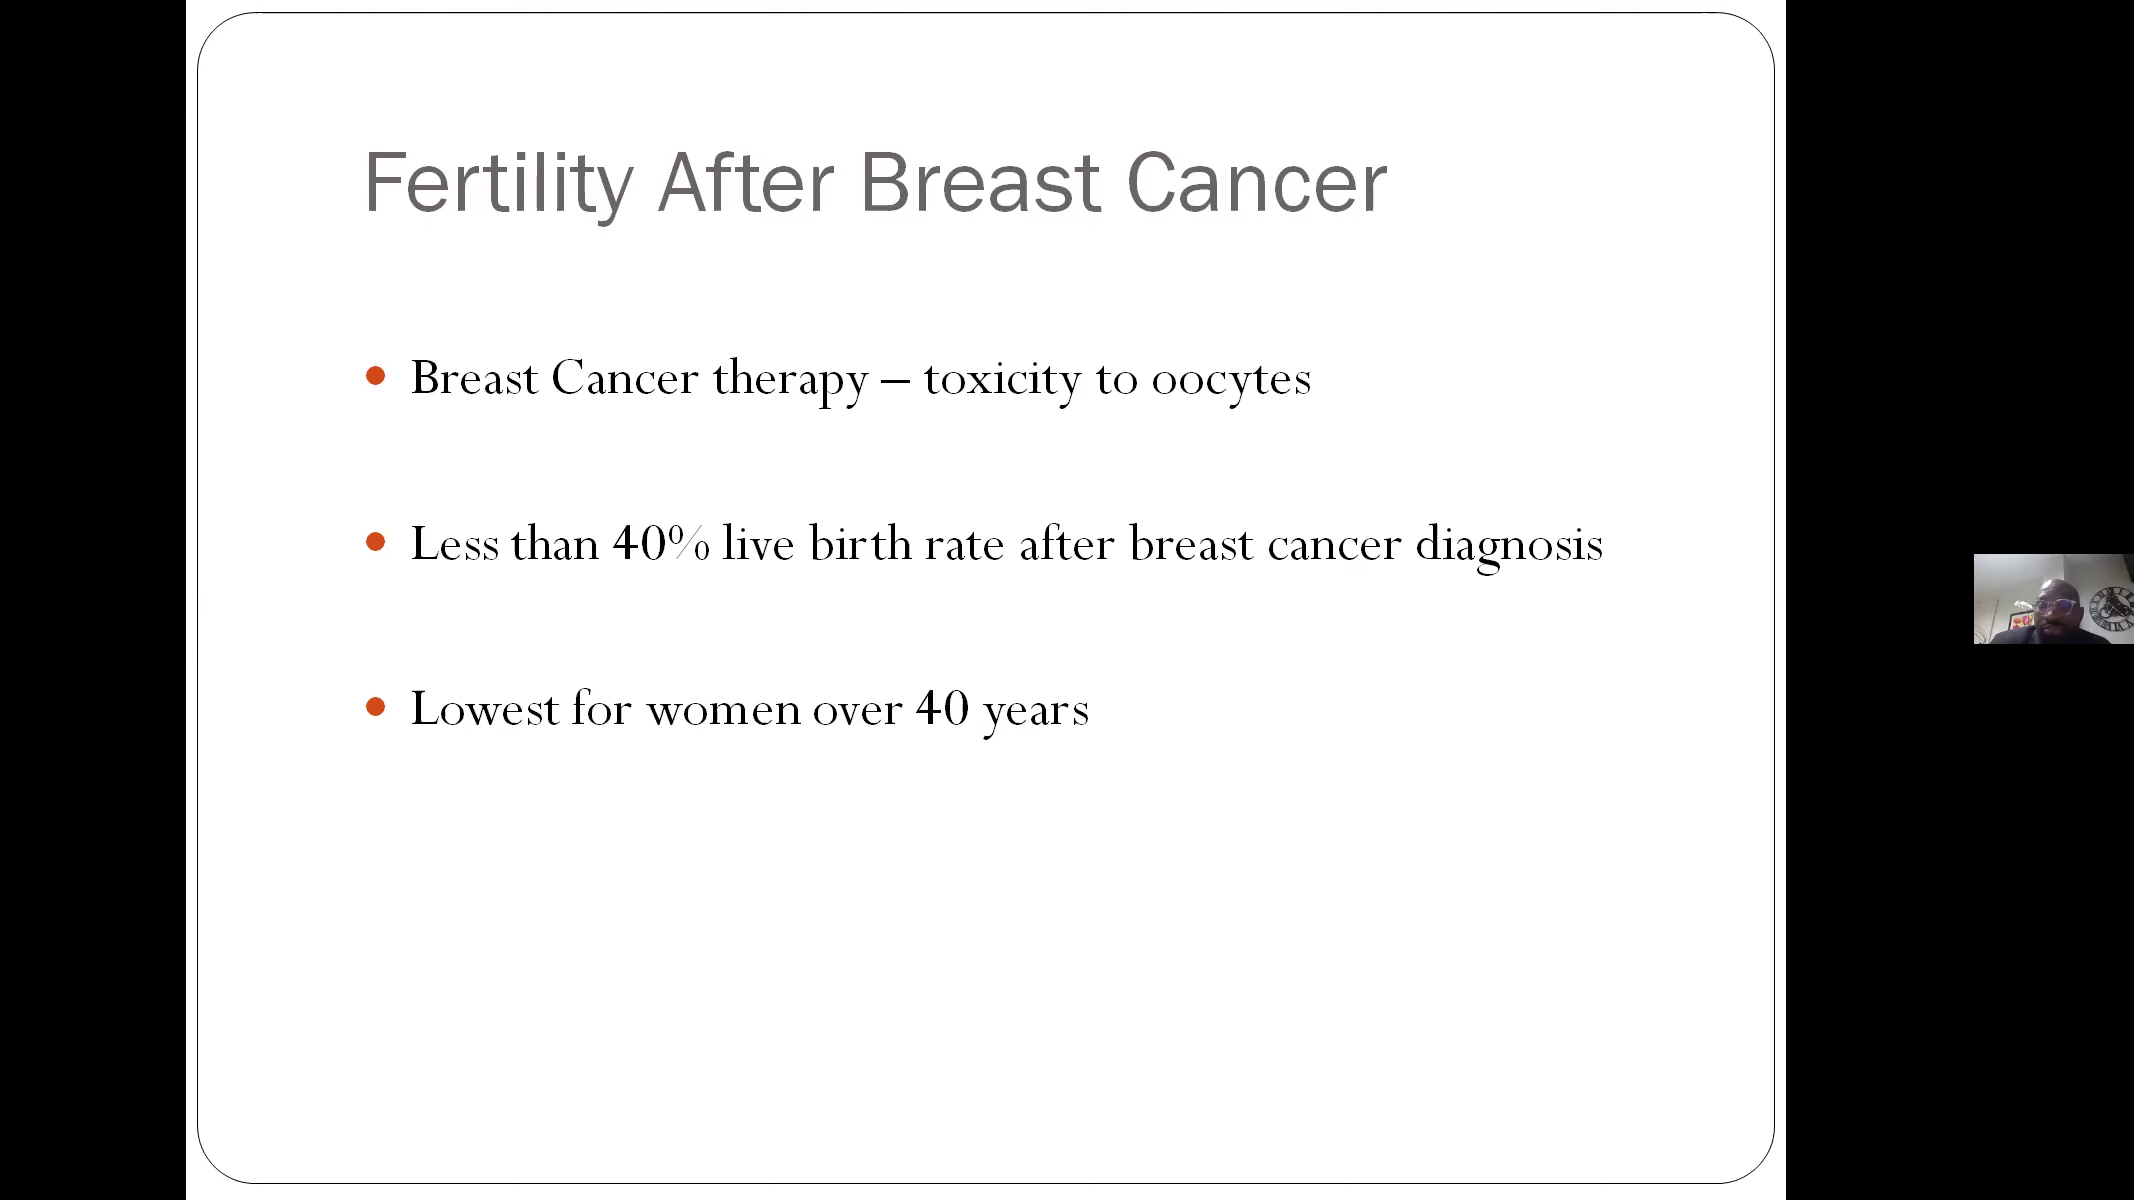 Fertility After Breast Cancer
Breast Cancer therapy – toxicity to oocytes
Less than 40% live birth rate after breast cancer diagnosis
Lowest for women over 40 years